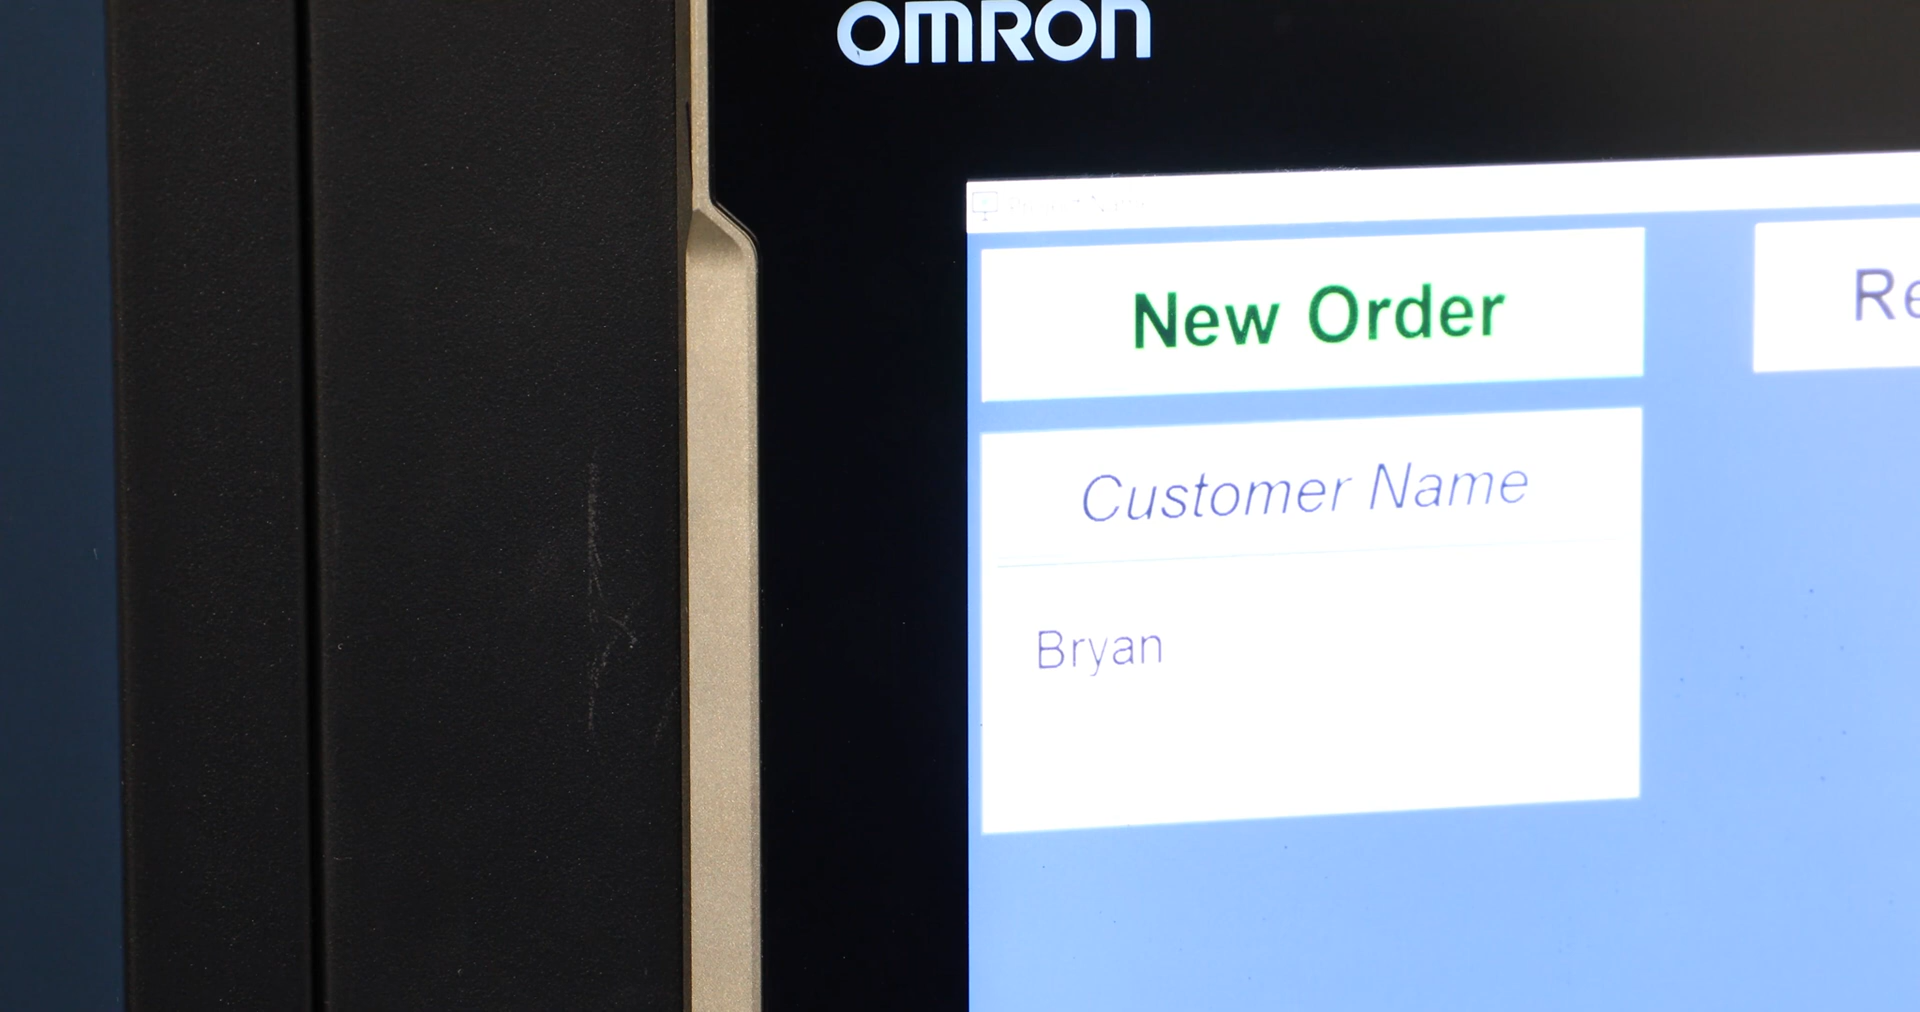 OMRON
New Order
Re
Customer Name
Bryan